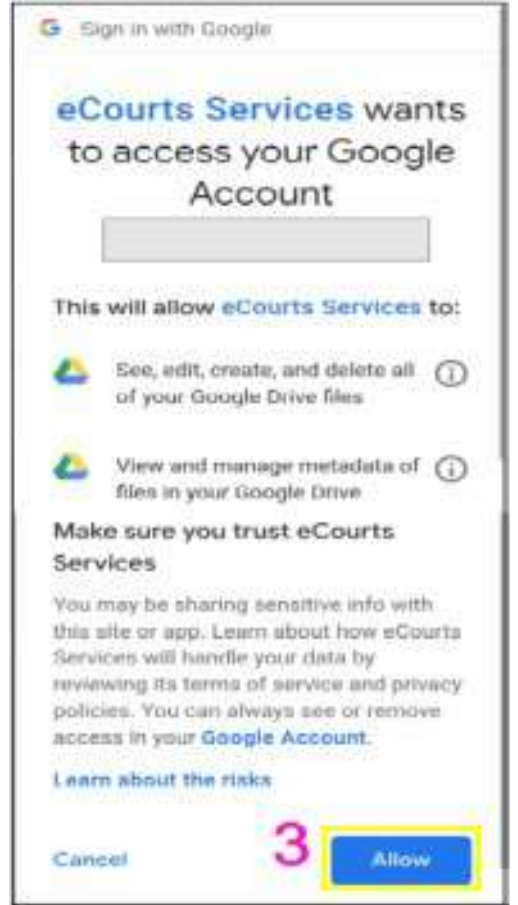 Sign in with Google
eCourts Services wants
to access your Google
Account
This will allow eCourts Services to:
See, edit, create, and delete all
of your Google Drive files
View and manage metadata of
files in your Google Drive
Make sure you trust eCourts
Services
You may be sharing sensitive info with
this site or app. Learn about how eCourts
Services will handle your data by
reviewing its terms of service and privacy
policies. You can always see or remove
access in your Google Account.
Learn about the risks
Cancel 3 Allow